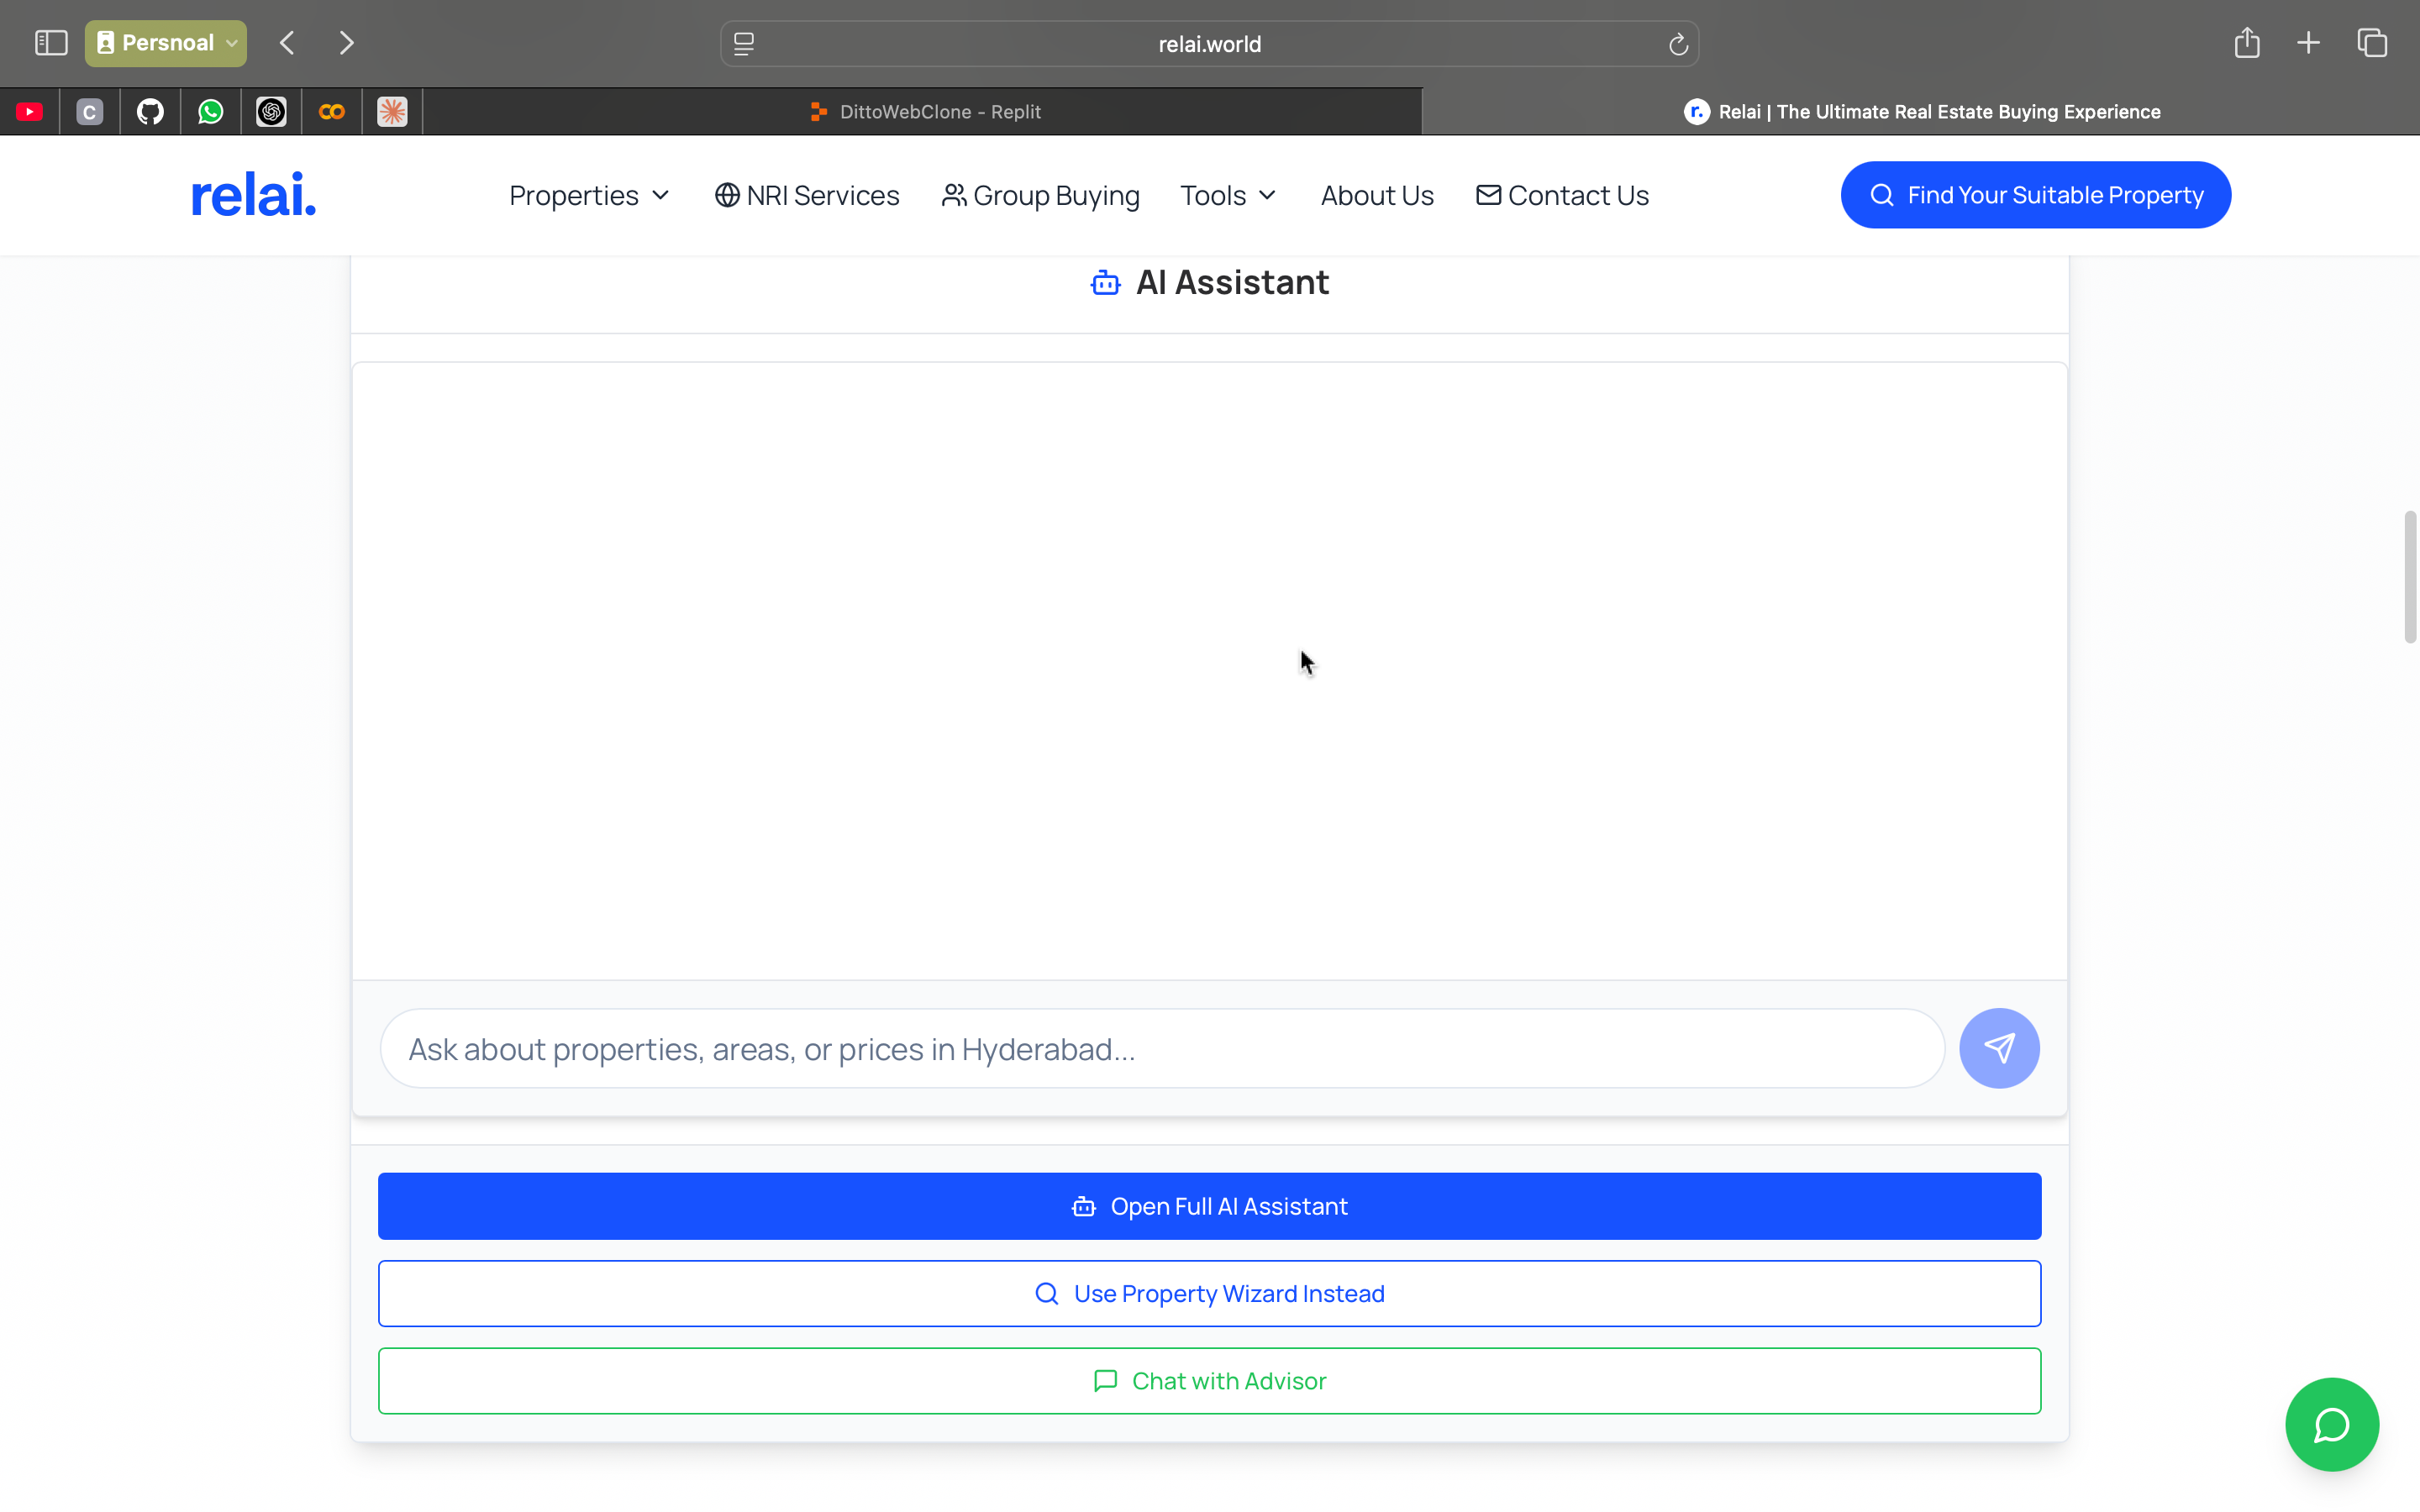 Persnoal
relai.world
C
DittoWebClone - Replit
r. Relai | The Ultimate Real Estate Buying Experience
relai.
Properties NRI Services Group Buying Tools About Us Contact Us
Find Your Suitable Property
AI Assistant
Ask about properties, areas, or prices in Hyderabad...
Open Full AI Assistant
Use Property Wizard Instead
Chat with Advisor